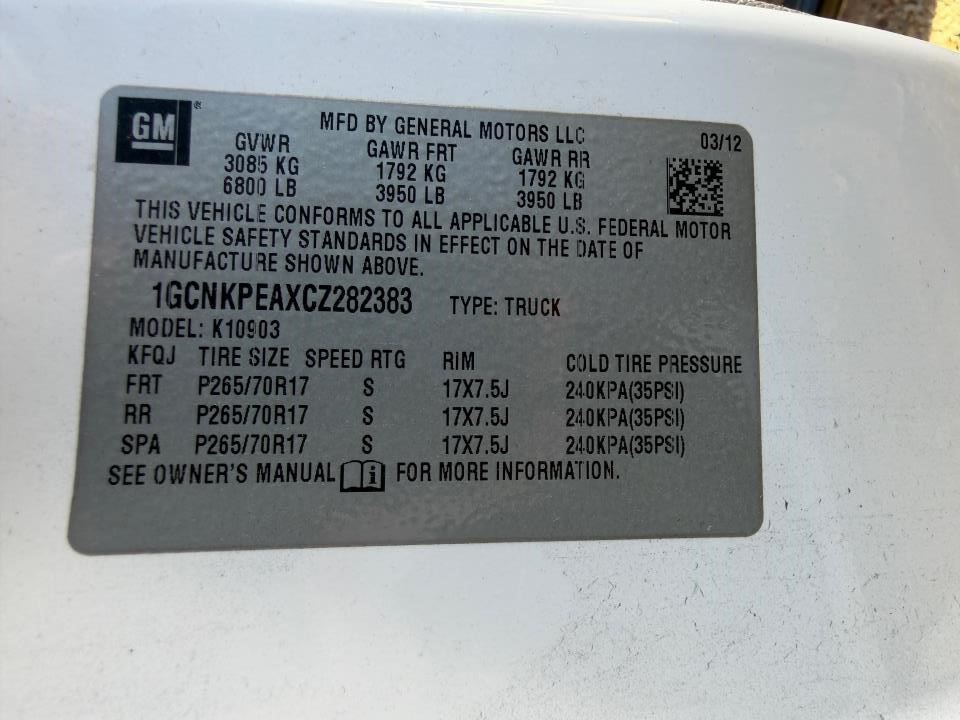 GM ®
MFD BY GENERAL MOTORS LLC 03/12
GVWR GAWR FRT GAWR RR
3085 KG 1792 KG 1792 KG
6800 LB 3950 LB 3950 LB
THIS VEHICLE CONFORMS TO ALL APPLICABLE U.S. FEDERAL MOTOR
VEHICLE SAFETY STANDARDS IN EFFECT ON THE DATE OF
MANUFACTURE SHOWN ABOVE.
1GCNKPEAXCZ282383 TYPE: TRUCK
MODEL: K10903
KFQJ TIRE SIZE SPEED RTG RIM COLD TIRE PRESSURE
FRT P265/70R17 S 17X7.5J 240KPA(35PSI)
RR P265/70R17 S 17X7.5J 240KPA(35PSI)
SPA P265/70R17 S 17X7.5J 240KPA(35PSI)
SEE OWNER'S MANUAL i FOR MORE INFORMATION.